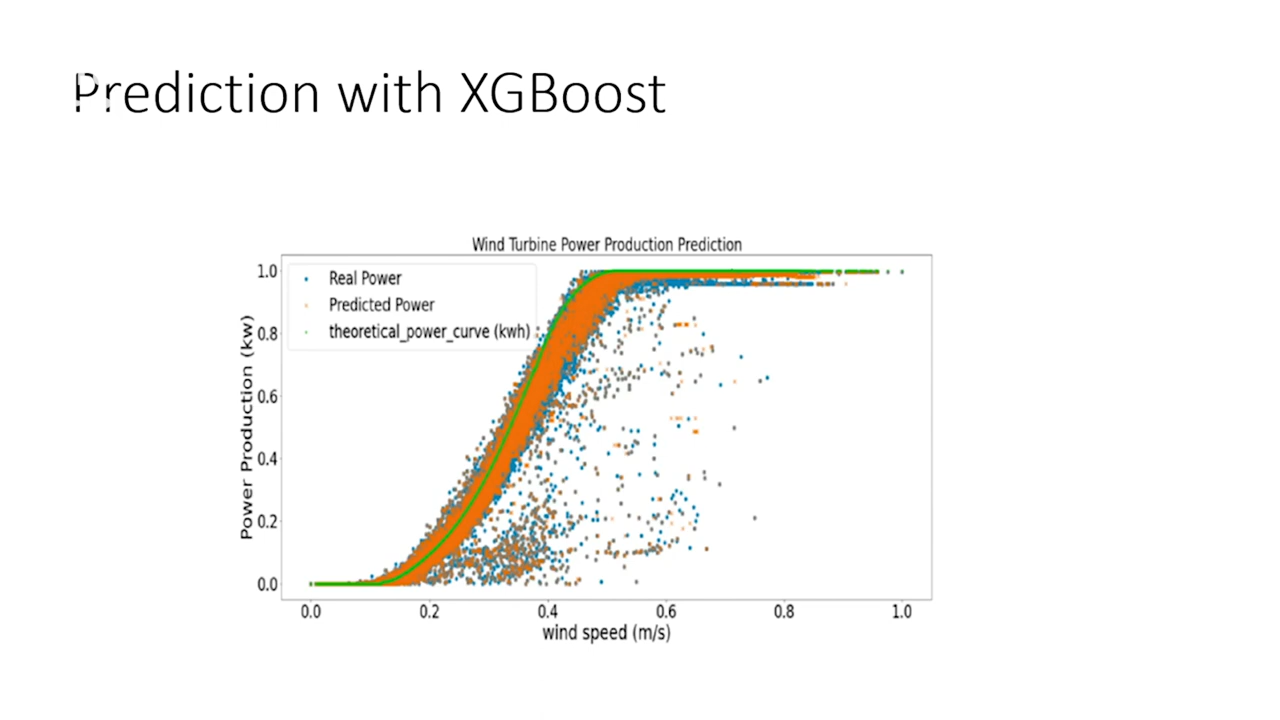 Prediction with XGBoost
Wind Turbine Power Production Prediction
Real Power
Predicted Power
theoretical_power_curve (kwh)
Power Production (kw)
1.0
0.8
0.6
0.4
0.2
0.0
0.0 0.2 0.4 0.6 0.8 1.0
wind speed (m/s)